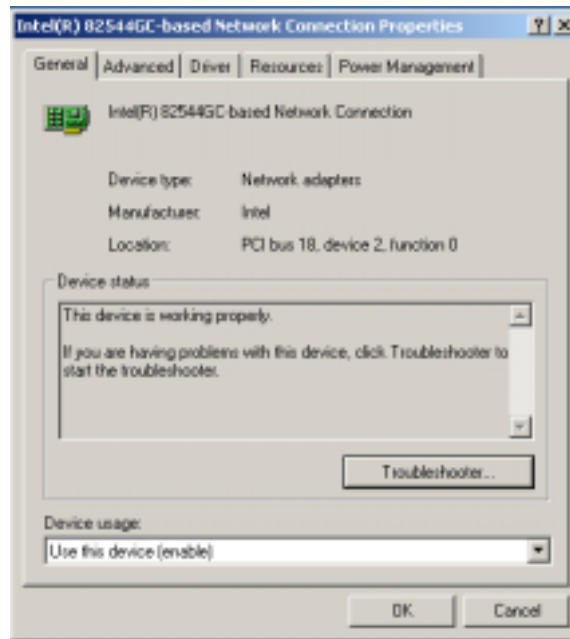 Intel(R) 82544GC-based Network Connection Properties
General Advanced Driver Resources Power Management
Intel(R) 82544GC-based Network Connection
Device type: Network adapters
Manufacturer: Intel
Location: PCI bus 18, device 2, function 0
Device status
This device is working properly.
If you are having problems with this device, click Troubleshooter to
start the troubleshooter.
Troubleshooter...
Device usage:
Use this device (enable)
OK Cancel